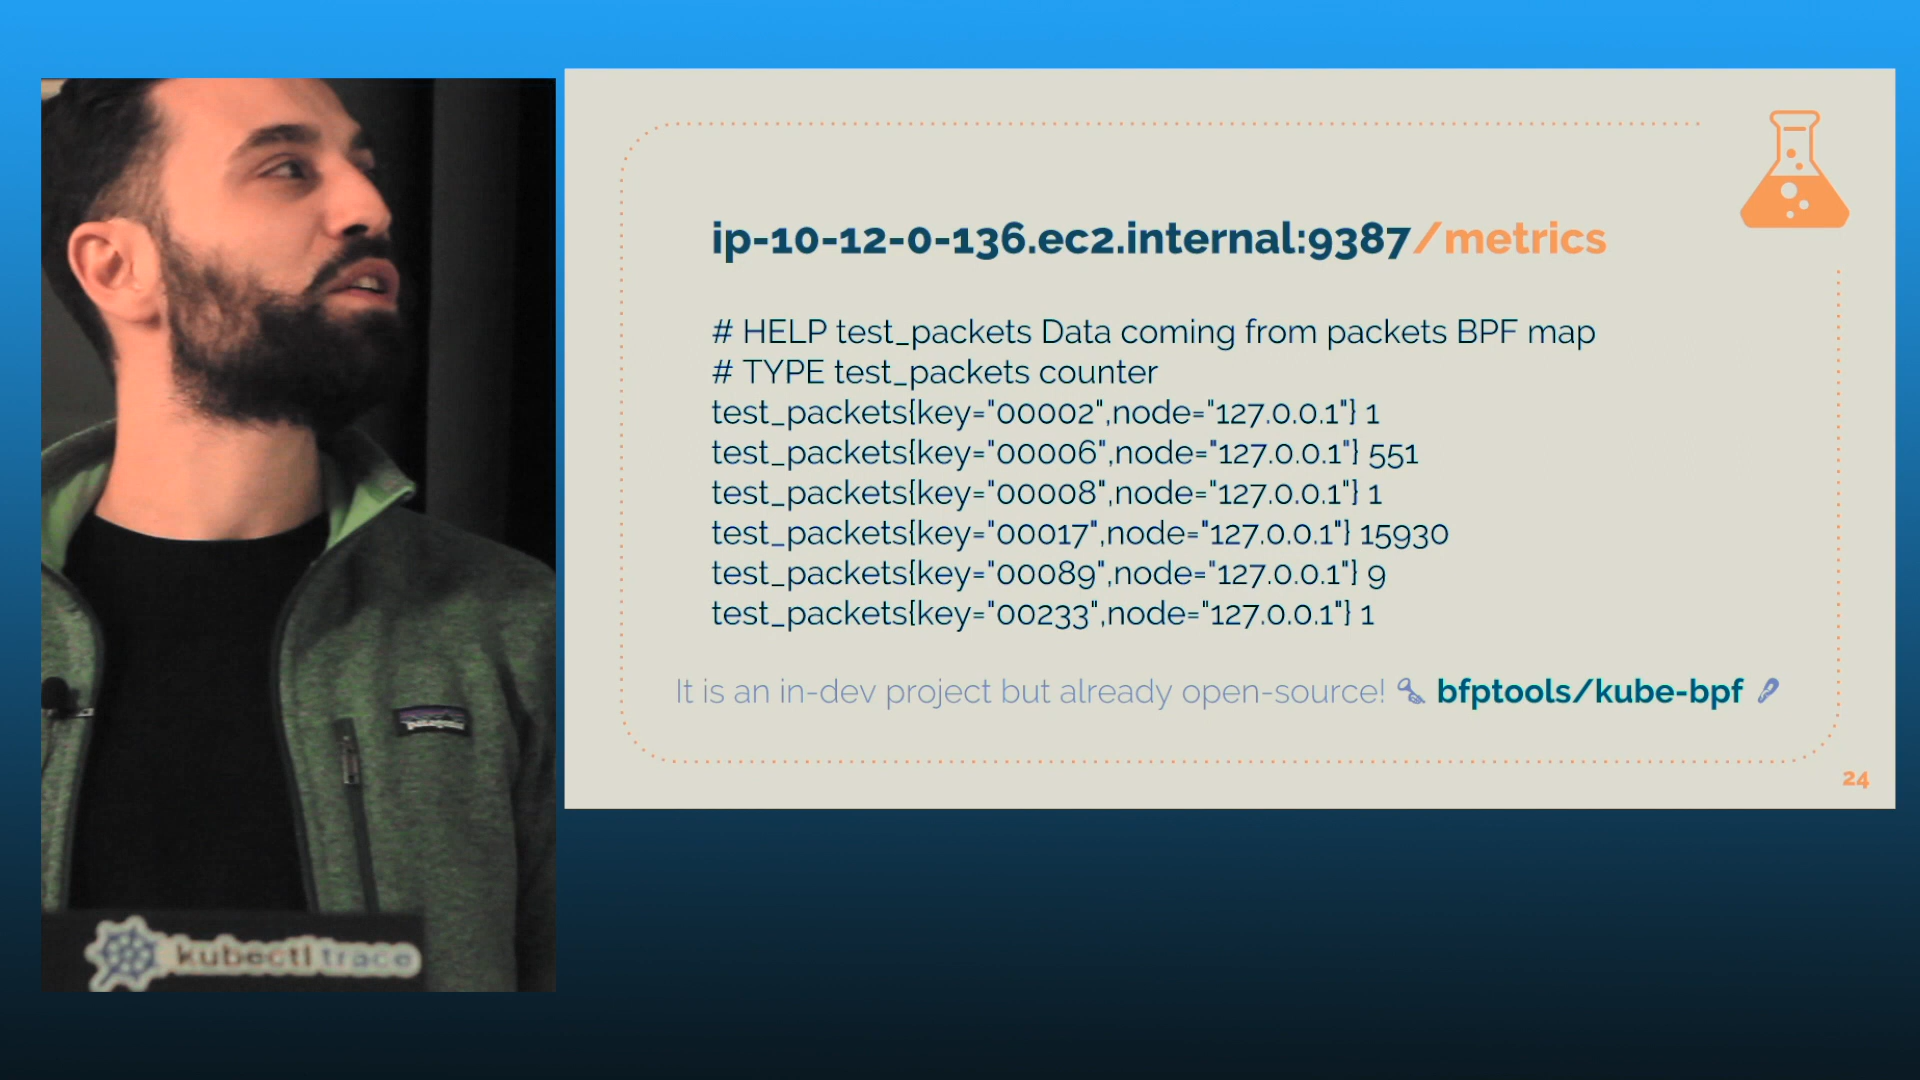 ip-10-12-0-136.ec2.internal:9387/metrics
# HELP test_packets Data coming from packets BPF map
# TYPE test_packets counter
test_packets{key="00002",node="127.0.0.1"} 1
test_packets{key="00006",node="127.0.0.1"} 551
test_packets{key="00008",node="127.0.0.1"} 1
test_packets{key="00017",node="127.0.0.1"} 15930
test_packets{key="00089",node="127.0.0.1"} 9
test_packets{key="00233",node="127.0.0.1"} 1
It is an in-dev project but already open-source! bfptools/kube-bpf
24
kubectl trace